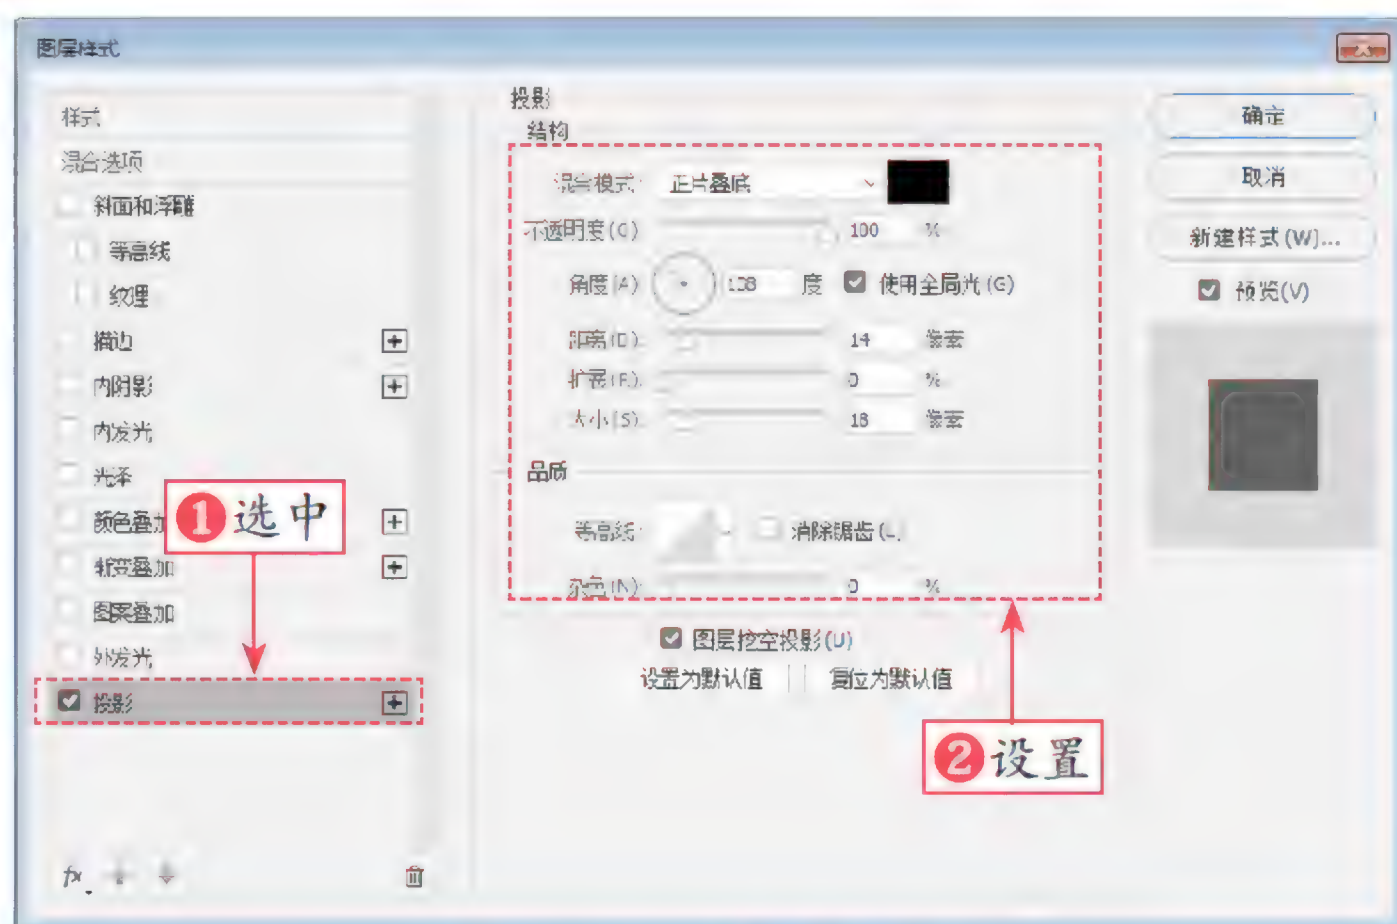 图层样式
样式
混合选项
斜面和浮雕
等高线
纹理
描边
内阴影
内发光
光泽
颜色叠加
渐变叠加
图案叠加
外发光
投影
fx
①选中
投影
结构
混合模式: 正片叠底
不透明度(O) 100 %
角度(A) 度 使用全局光(G)
距离(D): 14 像素
扩展(R): 0 %
大小(S): 18 像素
品质
等高线: 消除锯齿(L)
杂色(N): 0 %
图层挖空投影(U)
设置为默认值 复位为默认值
②设置
确定
取消
新建样式(W)...
预览(V)